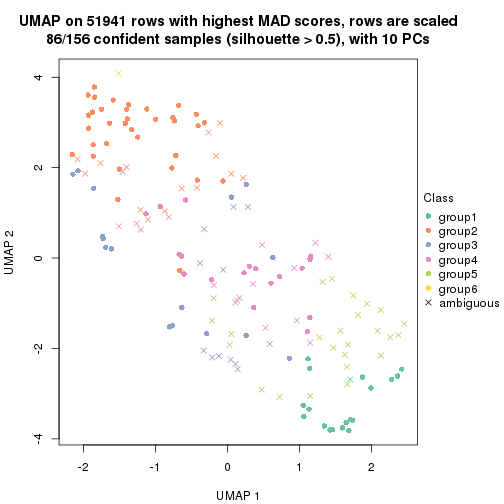 UMAP on 51941 rows with highest MAD scores, rows are scaled
86/156 confident samples (silhouette > 0.5), with 10 PCs
4
2
0
-2
-4
UMAP 2
-2
-1
0
1
2
UMAP 1
Class
group1
group2
group3
group4
group5
group6
ambiguous